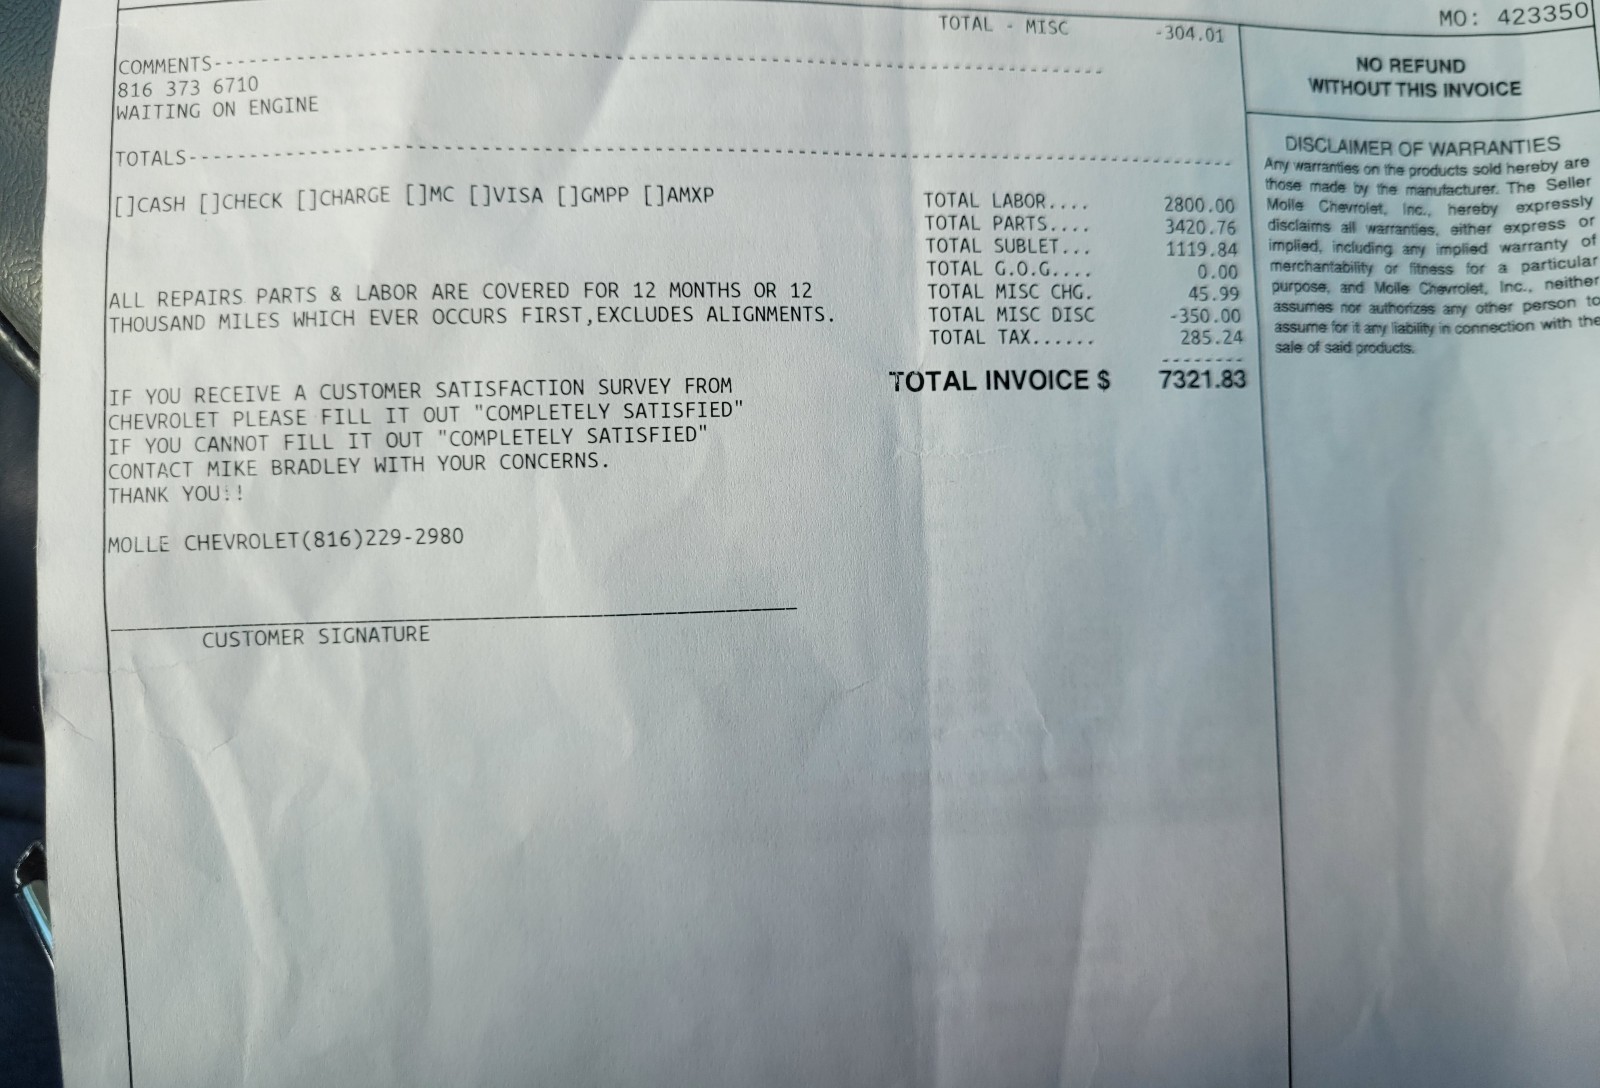 MO: 423350
TOTAL - MISC -304.01
COMMENTS--------------------------------------------------------------
816 373 6710
WAITING ON ENGINE
TOTALS----------------------------------------------------------------
[]CASH []CHECK []CHARGE []MC []VISA []GMPP []AMXP
TOTAL LABOR.... 2800.00
TOTAL PARTS.... 3420.76
TOTAL SUBLET... 1119.84
TOTAL G.O.G.... 0.00
TOTAL MISC CHG. 45.99
TOTAL MISC DISC -350.00
TOTAL TAX...... 285.24
--------
TOTAL INVOICE $ 7321.83
ALL REPAIRS PARTS & LABOR ARE COVERED FOR 12 MONTHS OR 12
THOUSAND MILES WHICH EVER OCCURS FIRST,EXCLUDES ALIGNMENTS.
IF YOU RECEIVE A CUSTOMER SATISFACTION SURVEY FROM
CHEVROLET PLEASE FILL IT OUT "COMPLETELY SATISFIED"
IF YOU CANNOT FILL IT OUT "COMPLETELY SATISFIED"
CONTACT MIKE BRADLEY WITH YOUR CONCERNS.
THANK YOU!!
MOLLE CHEVROLET(816)229-2980
CUSTOMER SIGNATURE
NO REFUND
WITHOUT THIS INVOICE
DISCLAIMER OF WARRANTIES
Any warranties on the products sold hereby are
those made by the manufacturer. The Seller
Molle Chevrolet, Inc., hereby expressly
disclaims all warranties, either express or
implied, including any implied warranty of
merchantability or fitness for a particular
purpose, and Molle Chevrolet, Inc., neither
assumes nor authorizes any other person to
assume for it any liability in connection with the
sale of said products.